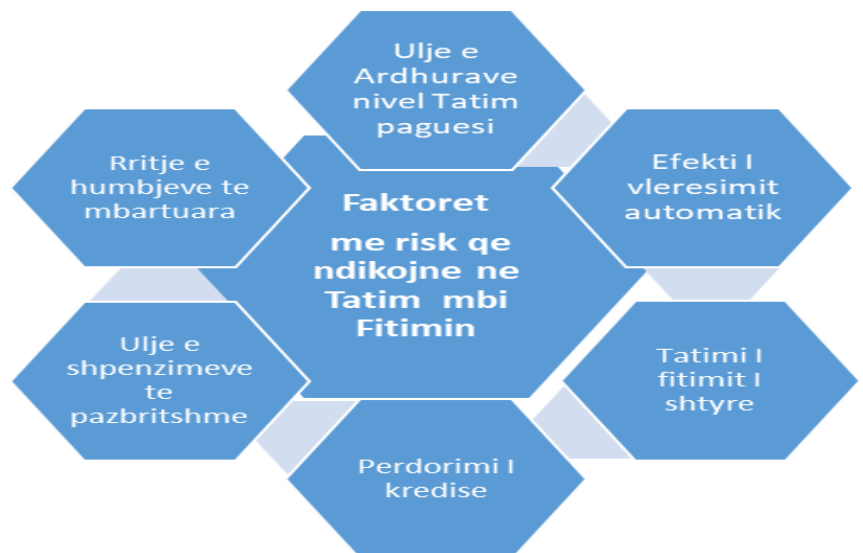 Ulje e
Ardhurave
nivel Tatim
paguesi
Efekti I
vleresimit
automatik
Tatimi I
fitimit I
shtyre
Perdorimi I
kredise
Ulje e
shpenzimeve
te
pazbritshme
Rritje e
humbjeve te
mbartuara
Faktoret
me risk qe
ndikojne ne
Tatim mbi
Fitimin